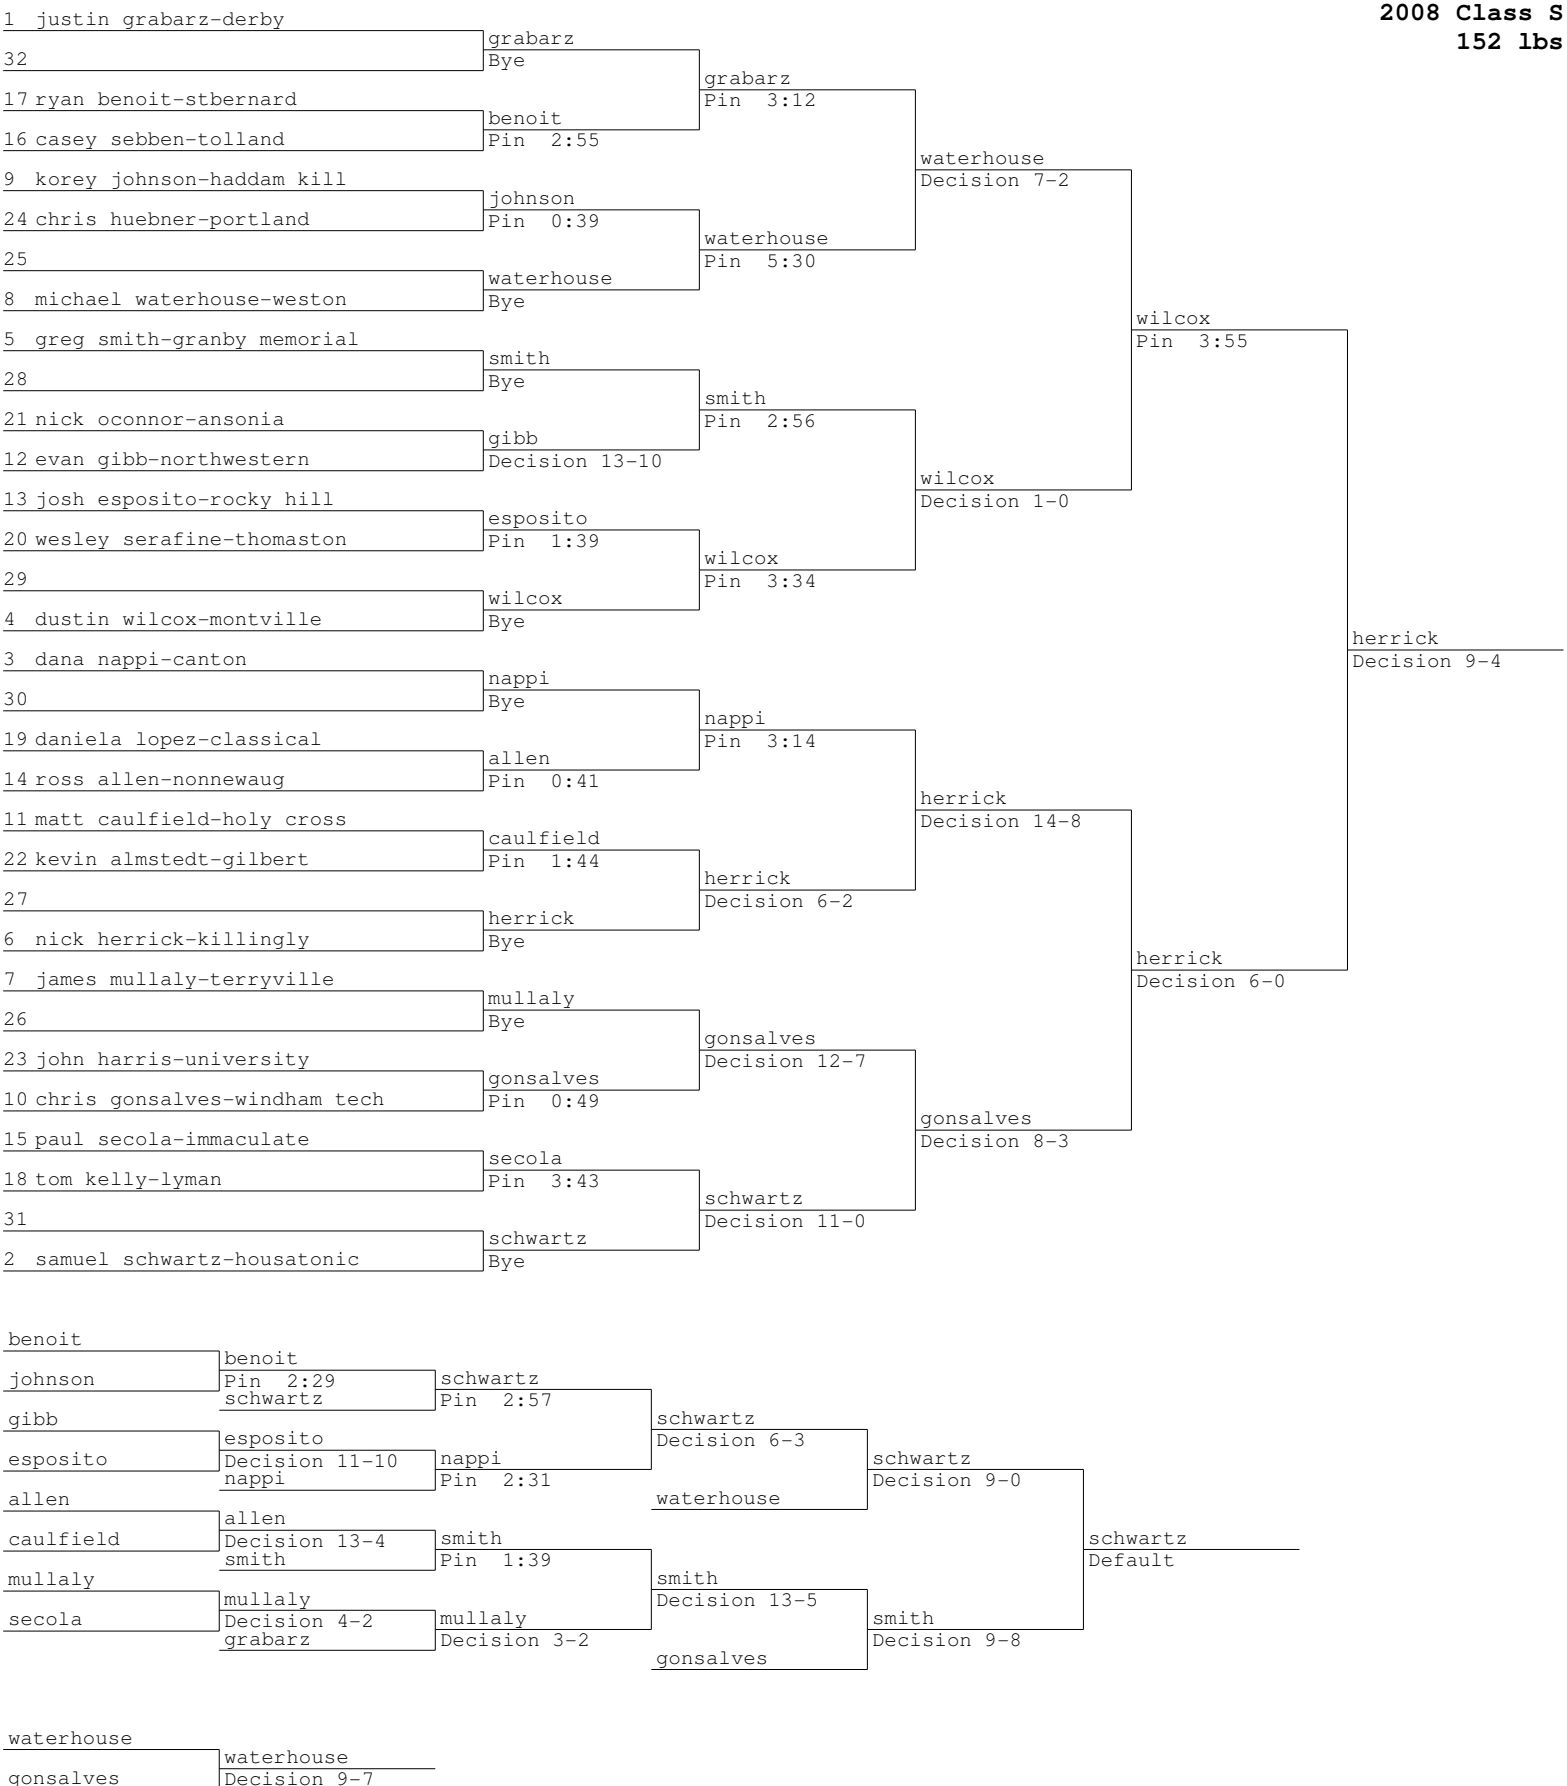 2008 Class S
152 lbs
1 justin grabarz-derby
grabarz
32
Bye
grabarz
17 ryan benoit-stbernard
Pin 3:12
benoit
16 casey sebben-tolland
Pin 2:55
waterhouse
9 korey johnson-haddam kill
Decision 7-2
johnson
24 chris huebner-portland
Pin 0:39
waterhouse
25
Pin 5:30
waterhouse
8 michael waterhouse-weston
Bye
wilcox
5 greg smith-granby memorial
Pin 3:55
smith
28
Bye
smith
21 nick oconnor-ansonia
Pin 2:56
gibb
12 evan gibb-northwestern
Decision 13-10
wilcox
13 josh esposito-rocky hill
Decision 1-0
esposito
20 wesley serafine-thomaston
Pin 1:39
wilcox
29
Pin 3:34
wilcox
4 dustin wilcox-montville
Bye
herrick
3 dana nappi-canton
Decision 9-4
nappi
30
Bye
nappi
19 daniela lopez-classical
Pin 3:14
allen
14 ross allen-nonnewaug
Pin 0:41
herrick
11 matt caulfield-holy cross
Decision 14-8
caulfield
22 kevin almstedt-gilbert
Pin 1:44
herrick
27
Decision 6-2
herrick
6 nick herrick-killingly
Bye
herrick
7 james mullaly-terryville
Decision 6-0
mullaly
26
Bye
gonsalves
23 john harris-university
Decision 12-7
gonsalves
10 chris gonsalves-windham tech
Pin 0:49
gonsalves
15 paul secola-immaculate
Decision 8-3
secola
18 tom kelly-lyman
Pin 3:43
schwartz
31
Decision 11-0
schwartz
2 samuel schwartz-housatonic
Bye
benoit
benoit
johnson
Pin 2:29
schwartz
schwartz
Pin 2:57
gibb
schwartz
esposito
Decision 6-3
esposito
Decision 11-10
nappi
schwartz
nappi
Pin 2:31
Decision 9-0
allen
waterhouse
allen
caulfield
Decision 13-4
smith
schwartz
smith
Pin 1:39
Default
mullaly
smith
mullaly
Decision 13-5
secola
Decision 4-2
mullaly
smith
grabarz
Decision 3-2
Decision 9-8
gonsalves
waterhouse
waterhouse
gonsalves
Decision 9-7